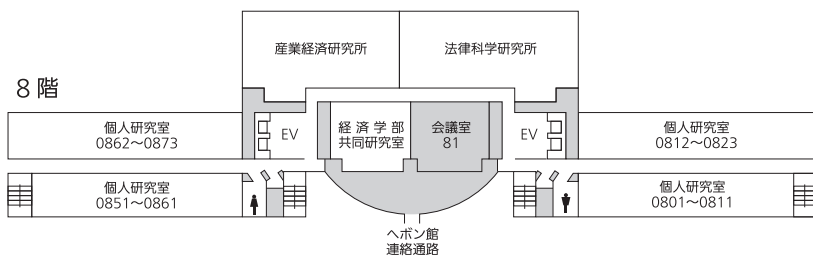 産業経済研究所
法律科学研究所
8階
個人研究室
0862〜0873
EV
経済学部
共同研究室
会議室
81
EV
個人研究室
0812〜0823
個人研究室
0851〜0861
個人研究室
0801〜0811
ヘボン館
連絡通路